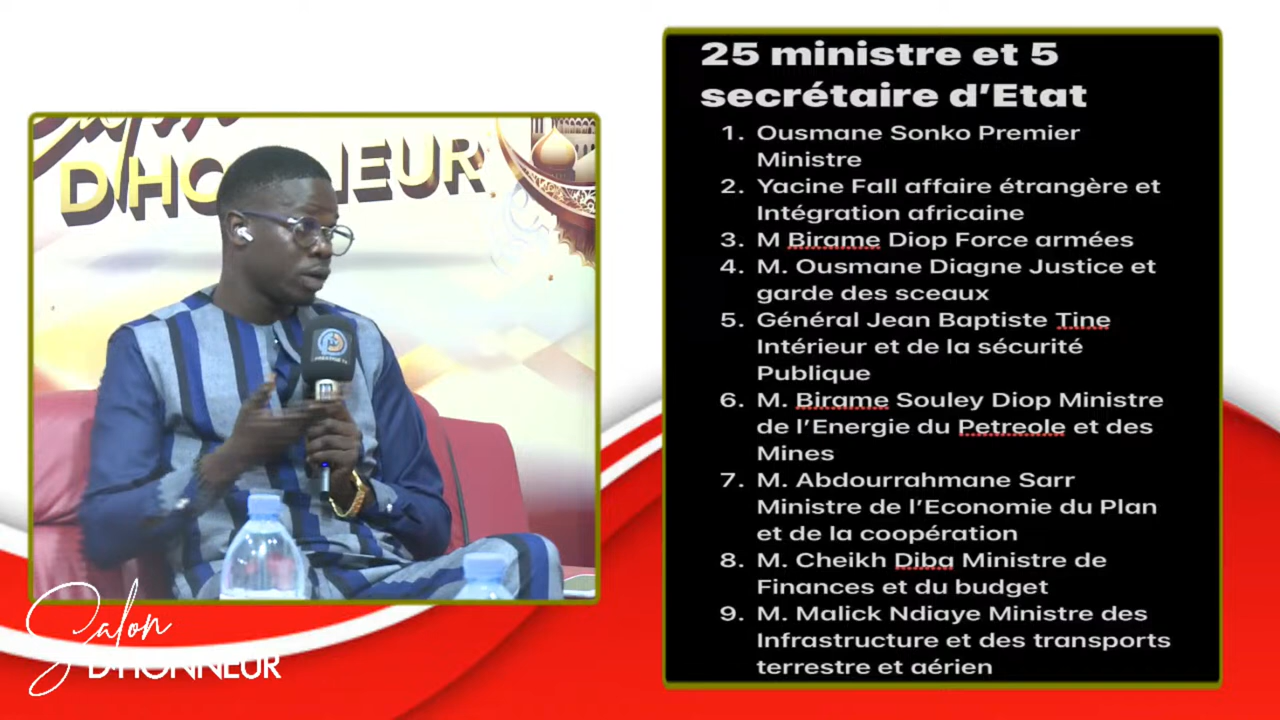 Salon
D'HONNEUR
25 ministre et 5
secrétaire d'Etat
1. Ousmane Sonko Premier
Ministre
2. Yacine Fall affaire étrangère et
Intégration africaine
3. M Birame Diop Force armées
4. M. Ousmane Diagne Justice et
garde des sceaux
5. Général Jean Baptiste Tine
Intérieur et de la sécurité
Publique
6. M. Birame Souley Diop Ministre
de l'Energie du Petreole et des
Mines
7. M. Abdourrahmane Sarr
Ministre de l'Economie du Plan
et de la coopération
8. M. Cheikh Diba Ministre de
Finances et du budget
9. M. Malick Ndiaye Ministre des
Infrastructure et des transports
terrestre et aérien
Salon
D'HONNEUR